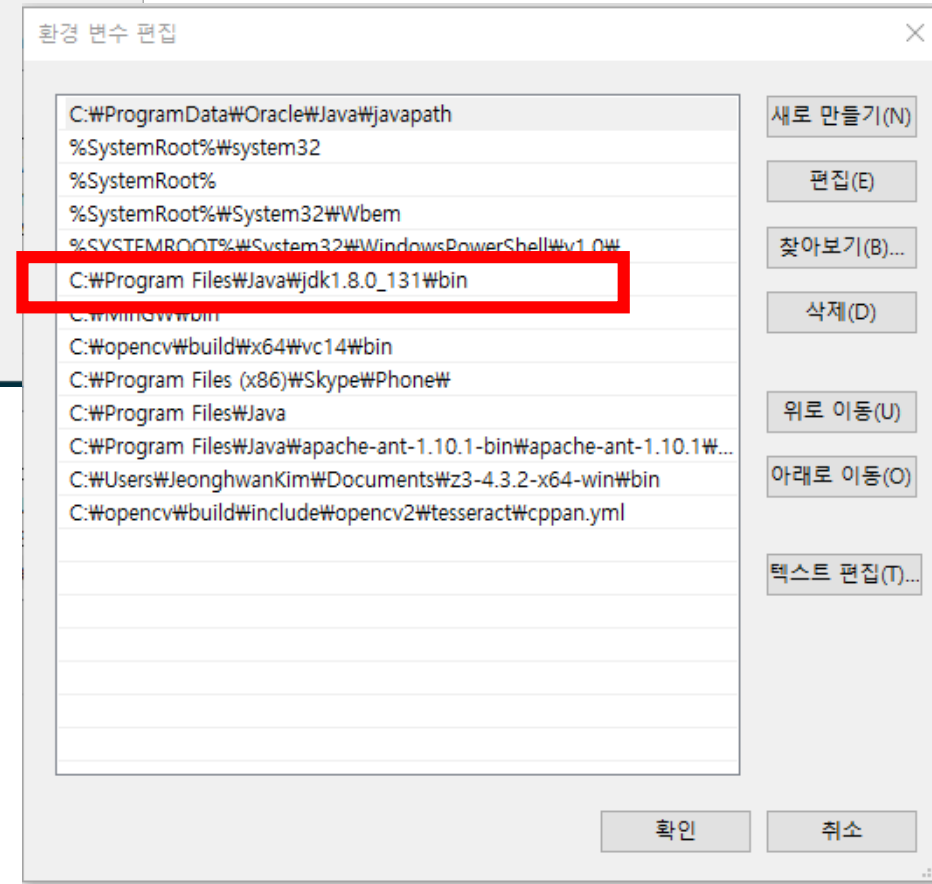 환경 변수 편집
C:₩ProgramData₩Oracle₩Java₩javapath
%SystemRoot%₩system32
%SystemRoot%
%SystemRoot%₩System32₩Wbem
%SYSTEMROOT%₩System32₩WindowsPowerShell₩v1.0₩
C:₩Program Files₩Java₩jdk1.8.0_131₩bin
C:₩MinGW₩bin
C:₩opencv₩build₩x64₩vc14₩bin
C:₩Program Files (x86)₩Skype₩Phone₩
C:₩Program Files₩Java
C:₩Program Files₩Java₩apache-ant-1.10.1-bin₩apache-ant-1.10.1₩...
C:₩Users₩JeonghwanKim₩Documents₩z3-4.3.2-x64-win₩bin
C:₩opencv₩build₩include₩opencv2₩tesseract₩cppan.yml
새로 만들기(N)
편집(E)
찾아보기(B)...
삭제(D)
위로 이동(U)
아래로 이동(O)
텍스트 편집(T)...
확인
취소